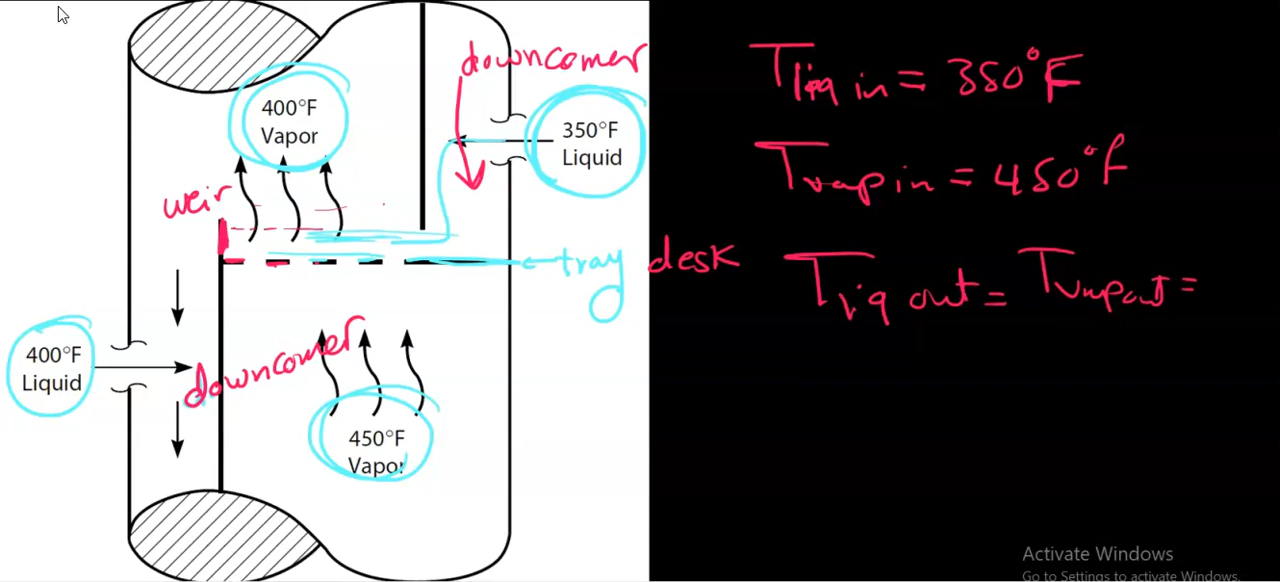 downcomer
400°F
Vapor
350°F
Liquid
weir
tray desk
400°F
Liquid
downcomer
450°F
Vapor
T liq in = 350°F
T vap in = 450°F
T liq out = T vap out =
Activate Windows
Go to Settings to activate Windows.